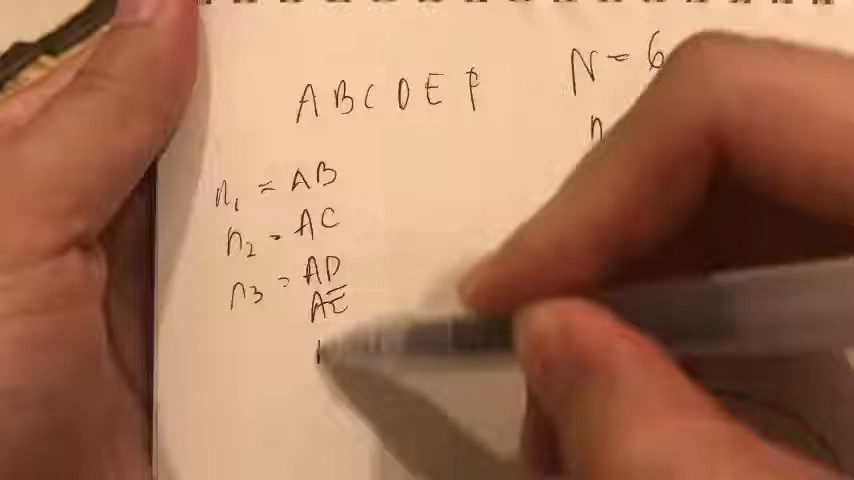 A B C D E F
N = 6
n
n₁ = AB
n₂ = AC
n₃ = AD
AE